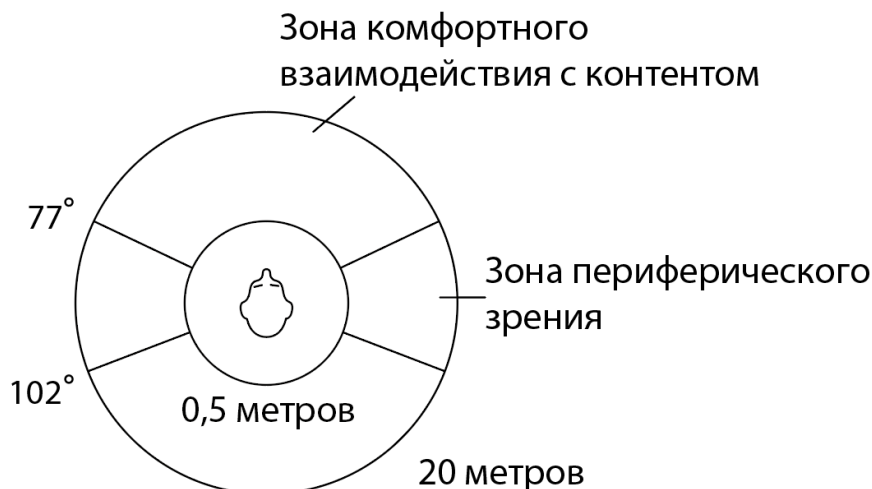 Зона комфортного
взаимодействия с контентом
77°
Зона периферического
зрения
102°
0,5 метров
20 метров